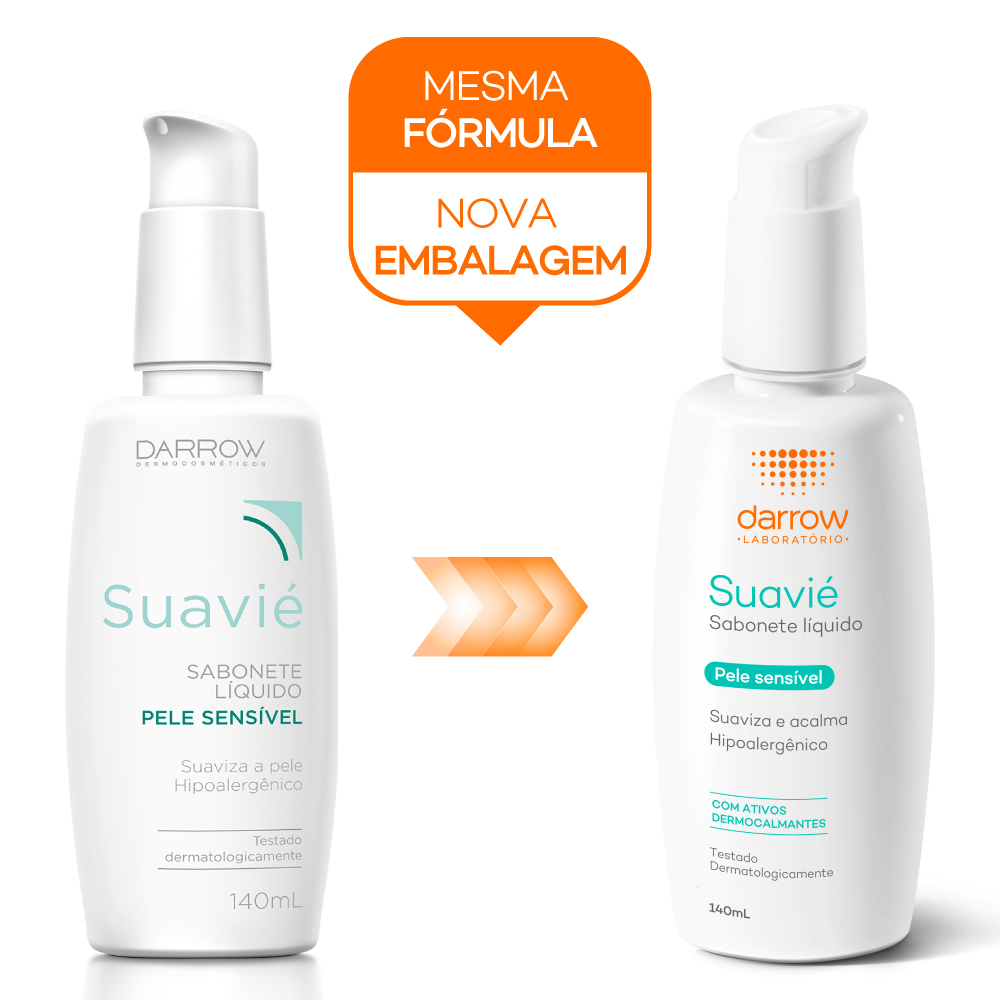 MESMA
FÓRMULA
NOVA
EMBALAGEM
DARROW
DERMOCOSMÉTICOS
Suavié
SABONETE
LÍQUIDO
PELE SENSÍVEL
Suaviza a pele
Hipoalergênico
Testado
dermatologicamente
140mL
darrow
•LABORATÓRIO•
Suavié
Sabonete líquido
Pele sensível
Suaviza e acalma
Hipoalergênico
COM ATIVOS
DERMOCALMANTES
Testado
Dermatologicamente
140mL